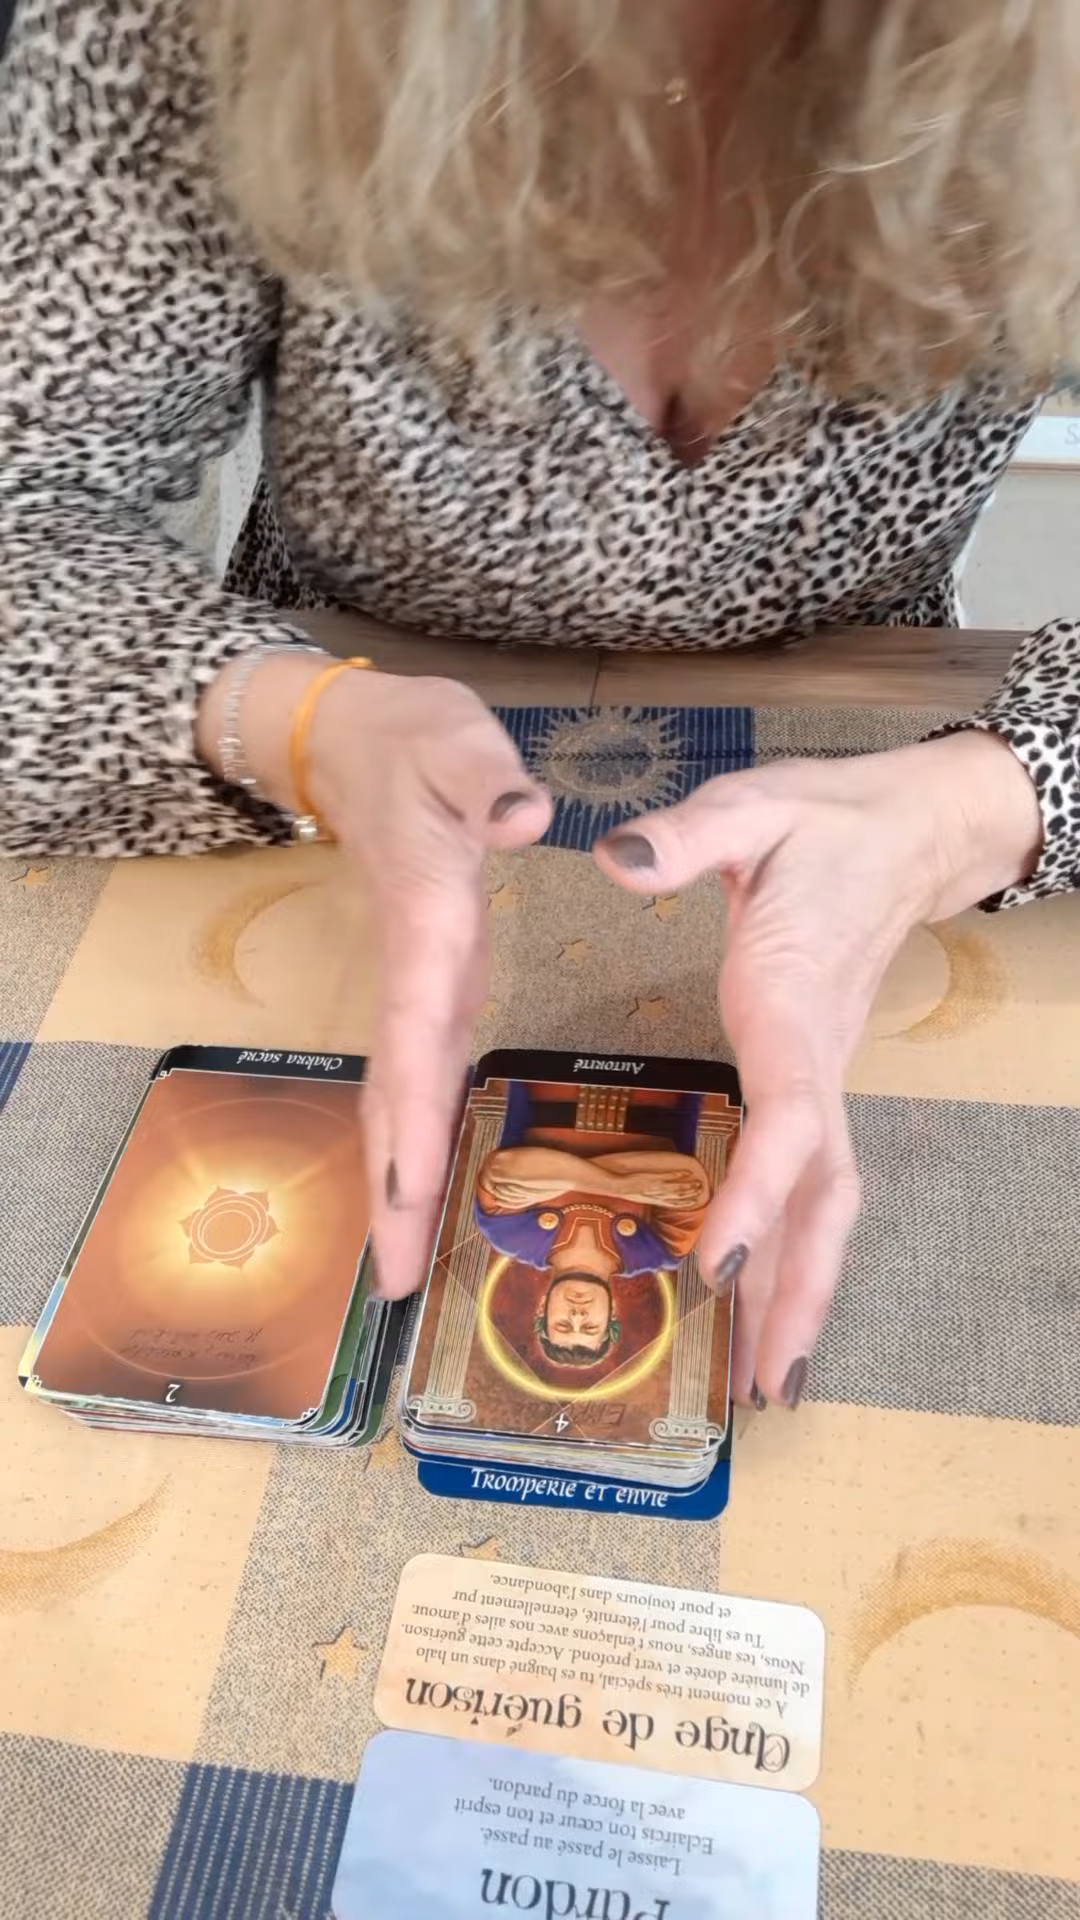 Chakra sacré
2
Autorité
4
Tromperie et envie
Ange de guérison
A ce moment très spécial, tu es baigné dans un halo
de lumière dorée et vert profond. Accepte cette guérison.
Nous, tes anges, nous t'enlaçons avec nos ailes d'amour.
Tu es libre pour l'éternité, éternellement pur
et pour toujours dans l'abondance.
Pardon
Laisse le passé au passé.
Eclaircis ton cœur et ton esprit
avec la force du pardon.